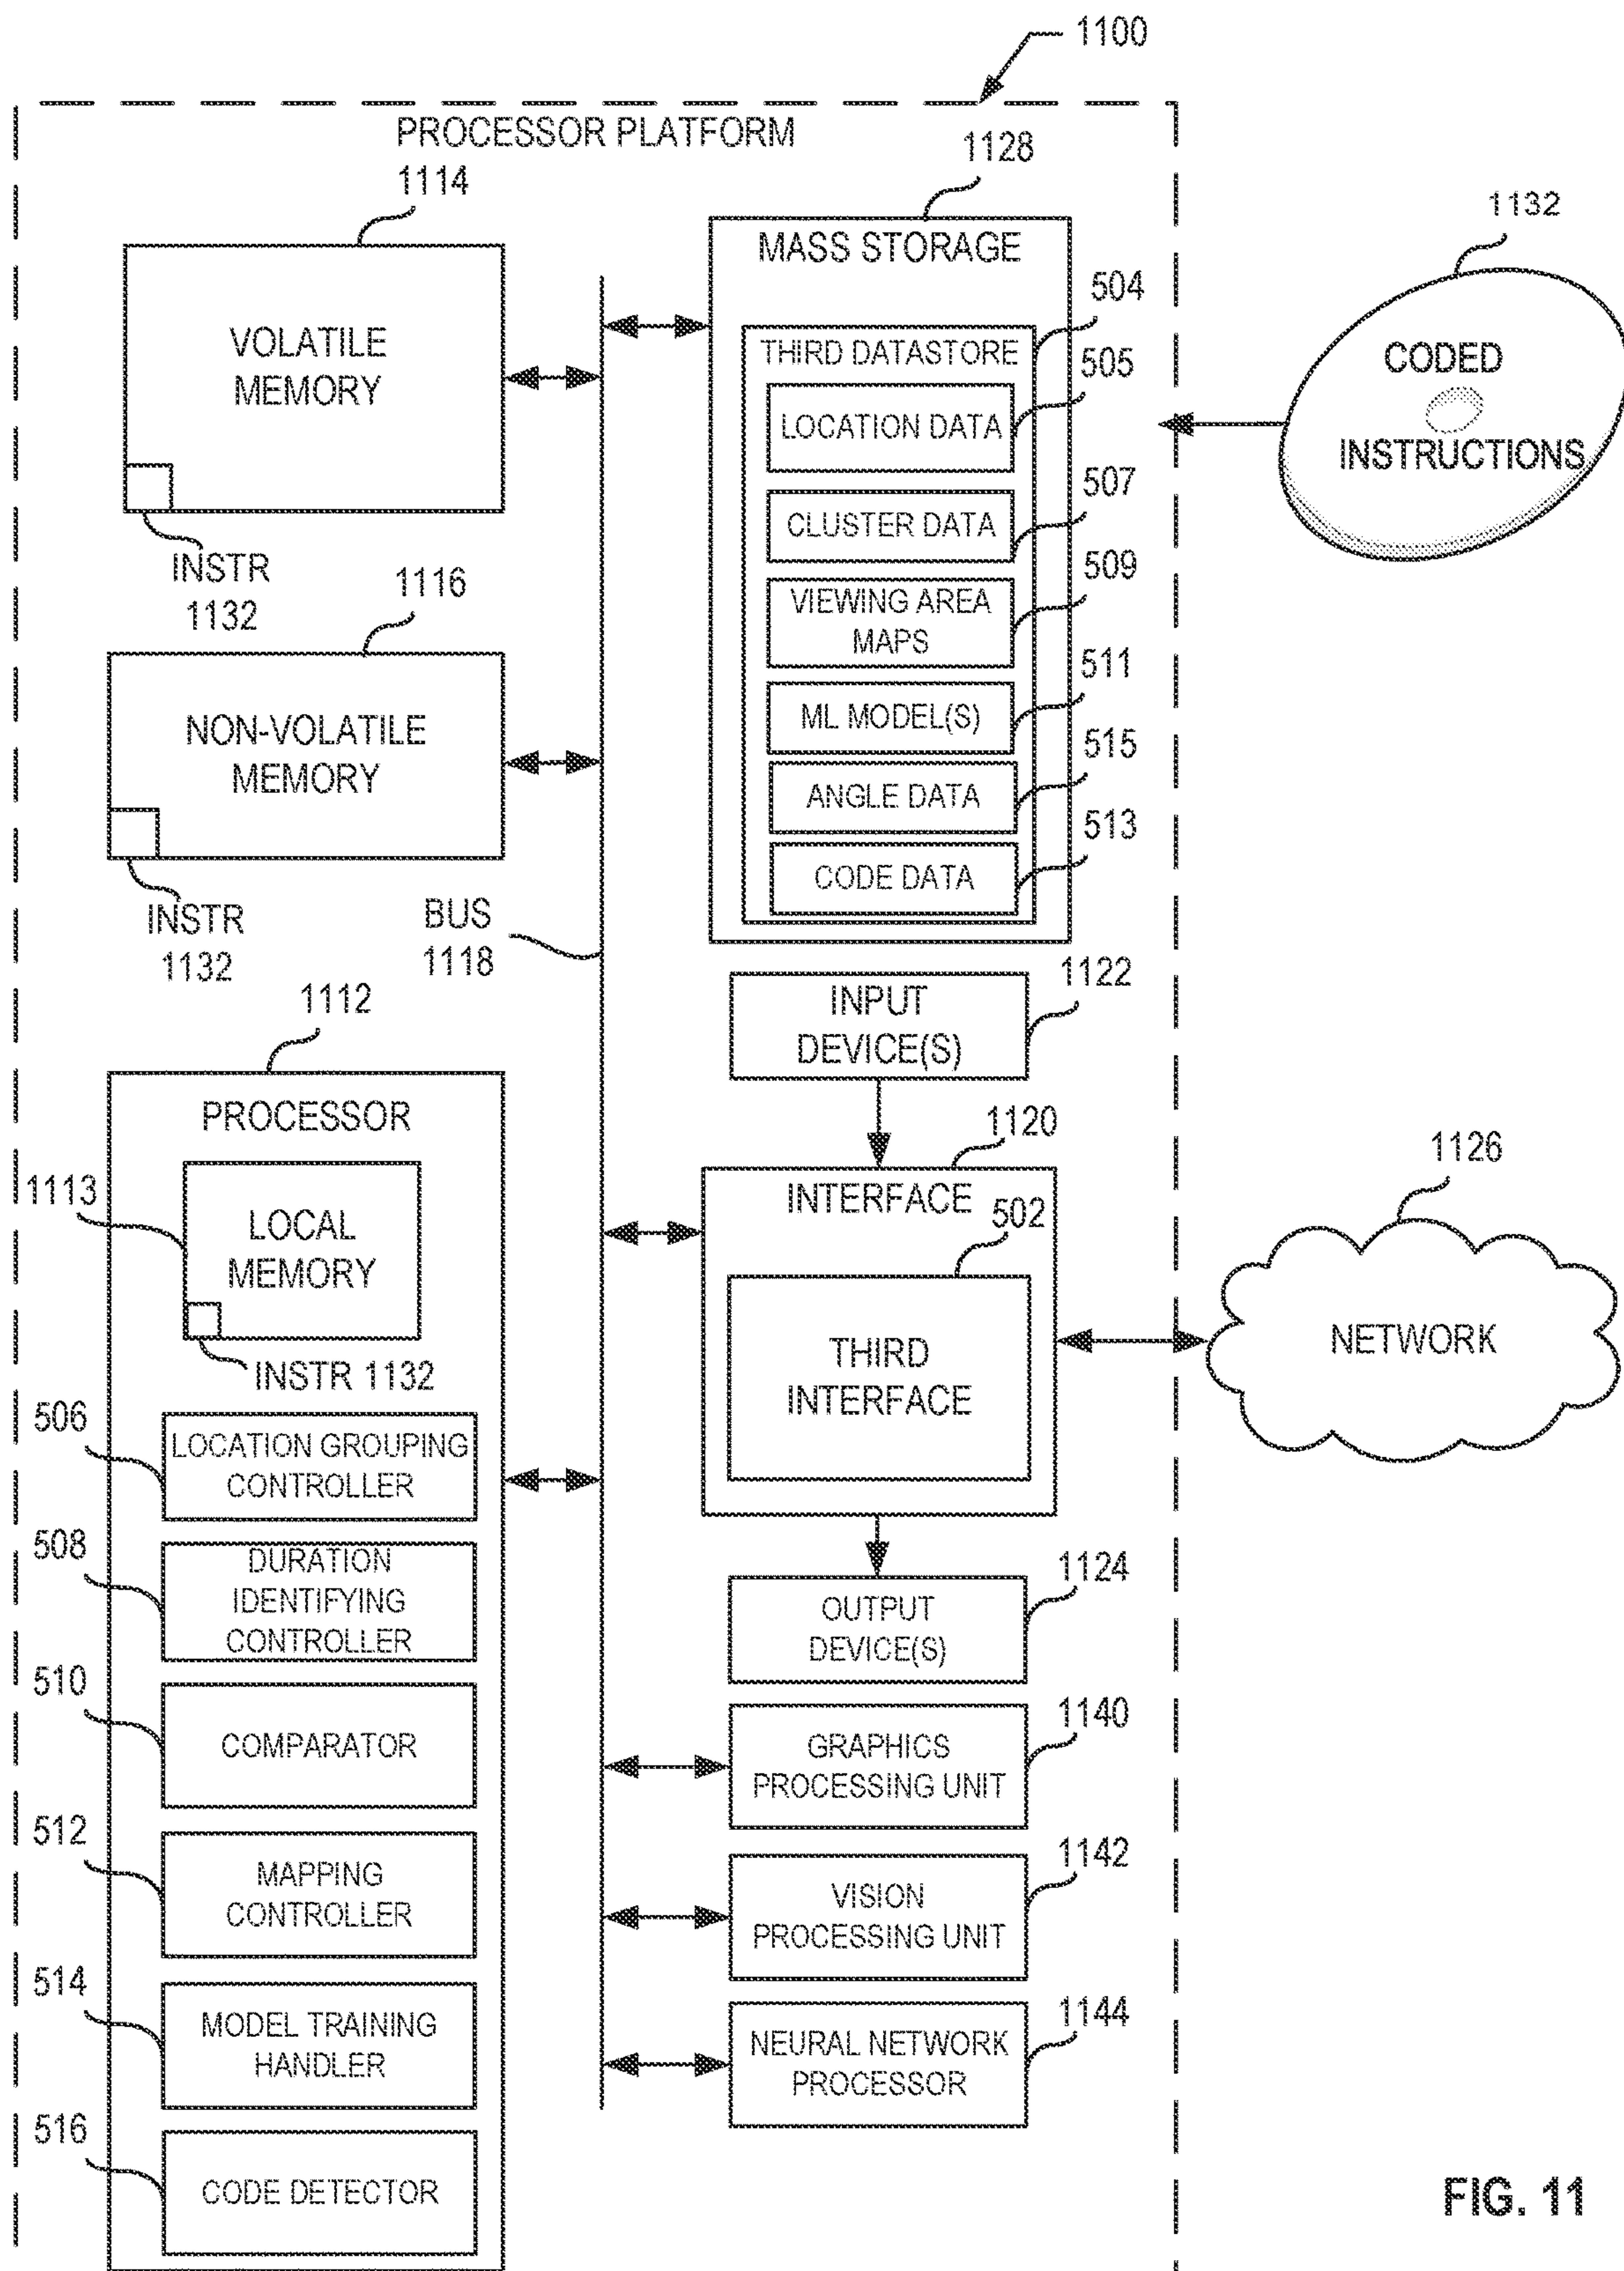 1100
PROCESSOR PLATFORM
1114
VOLATILE
MEMORY
INSTR
1132
1116
NON-VOLATILE
MEMORY
INSTR
1132
BUS
1118
1112
PROCESSOR
1113
LOCAL
MEMORY
INSTR 1132
506
LOCATION GROUPING
CONTROLLER
508
DURATION
IDENTIFYING
CONTROLLER
510
COMPARATOR
512
MAPPING
CONTROLLER
514
MODEL TRAINING
HANDLER
516
CODE DETECTOR
1128
MASS STORAGE
504
THIRD DATASTORE
505
LOCATION DATA
507
CLUSTER DATA
509
VIEWING AREA
MAPS
511
ML MODEL(S)
515
ANGLE DATA
513
CODE DATA
1122
INPUT
DEVICE(S)
1120
INTERFACE
502
THIRD
INTERFACE
1124
OUTPUT
DEVICE(S)
1140
GRAPHICS
PROCESSING UNIT
1142
VISION
PROCESSING UNIT
1144
NEURAL NETWORK
PROCESSOR
1132
CODED
INSTRUCTIONS
1126
NETWORK
FIG. 11